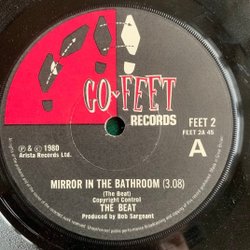 GO-FEET
RECORDS
FEET 2
FEET 2A 45
A
℗ © 1980
Arista Records Ltd.
MIRROR IN THE BATHROOM (3.08)
(The Beat)
Copyright Control
THE BEAT
Produced by Bob Sargeant